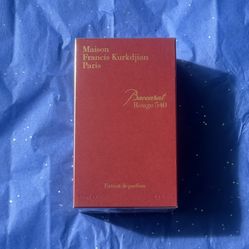 Maison
Francis Kurkdjian
Paris
Baccarat
Rouge 540
Extrait de parfum